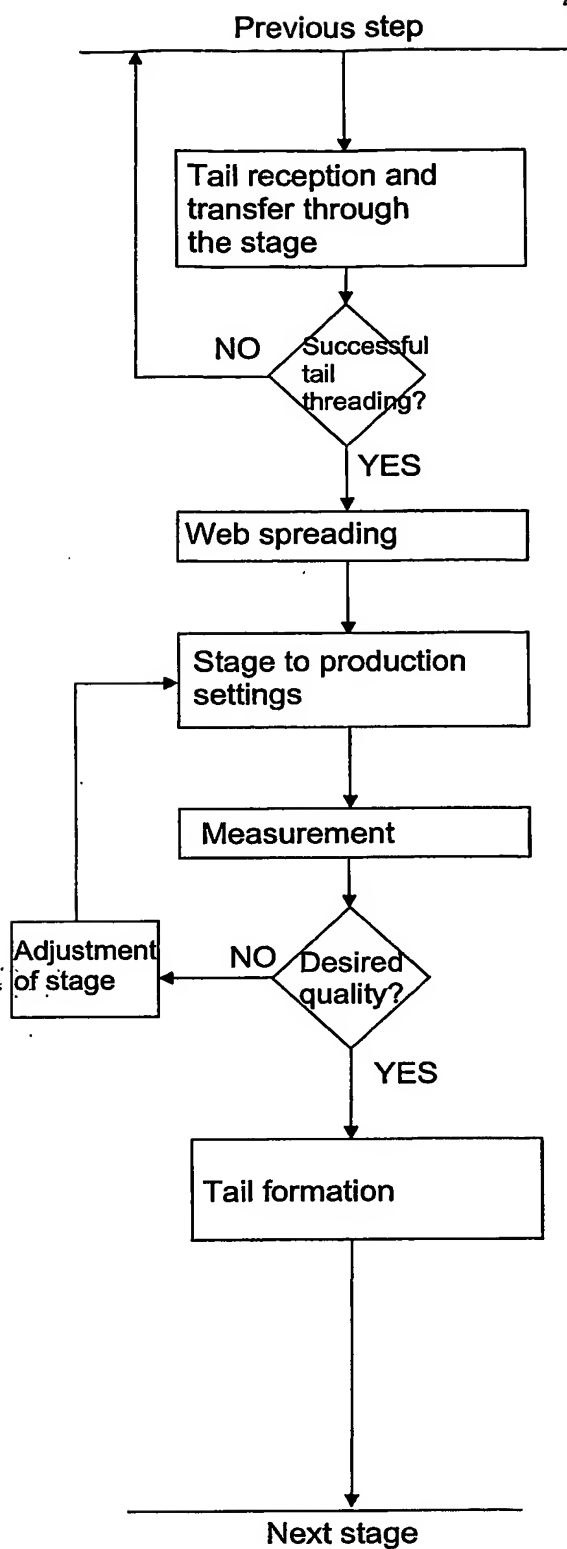 Previous step
Tail reception and
transfer through
the stage
NO
Successful
tail
threading?
YES
Web spreading
Stage to production
settings
Measurement
Adjustment
of stage
NO
Desired
quality?
YES
Tail formation
Next stage